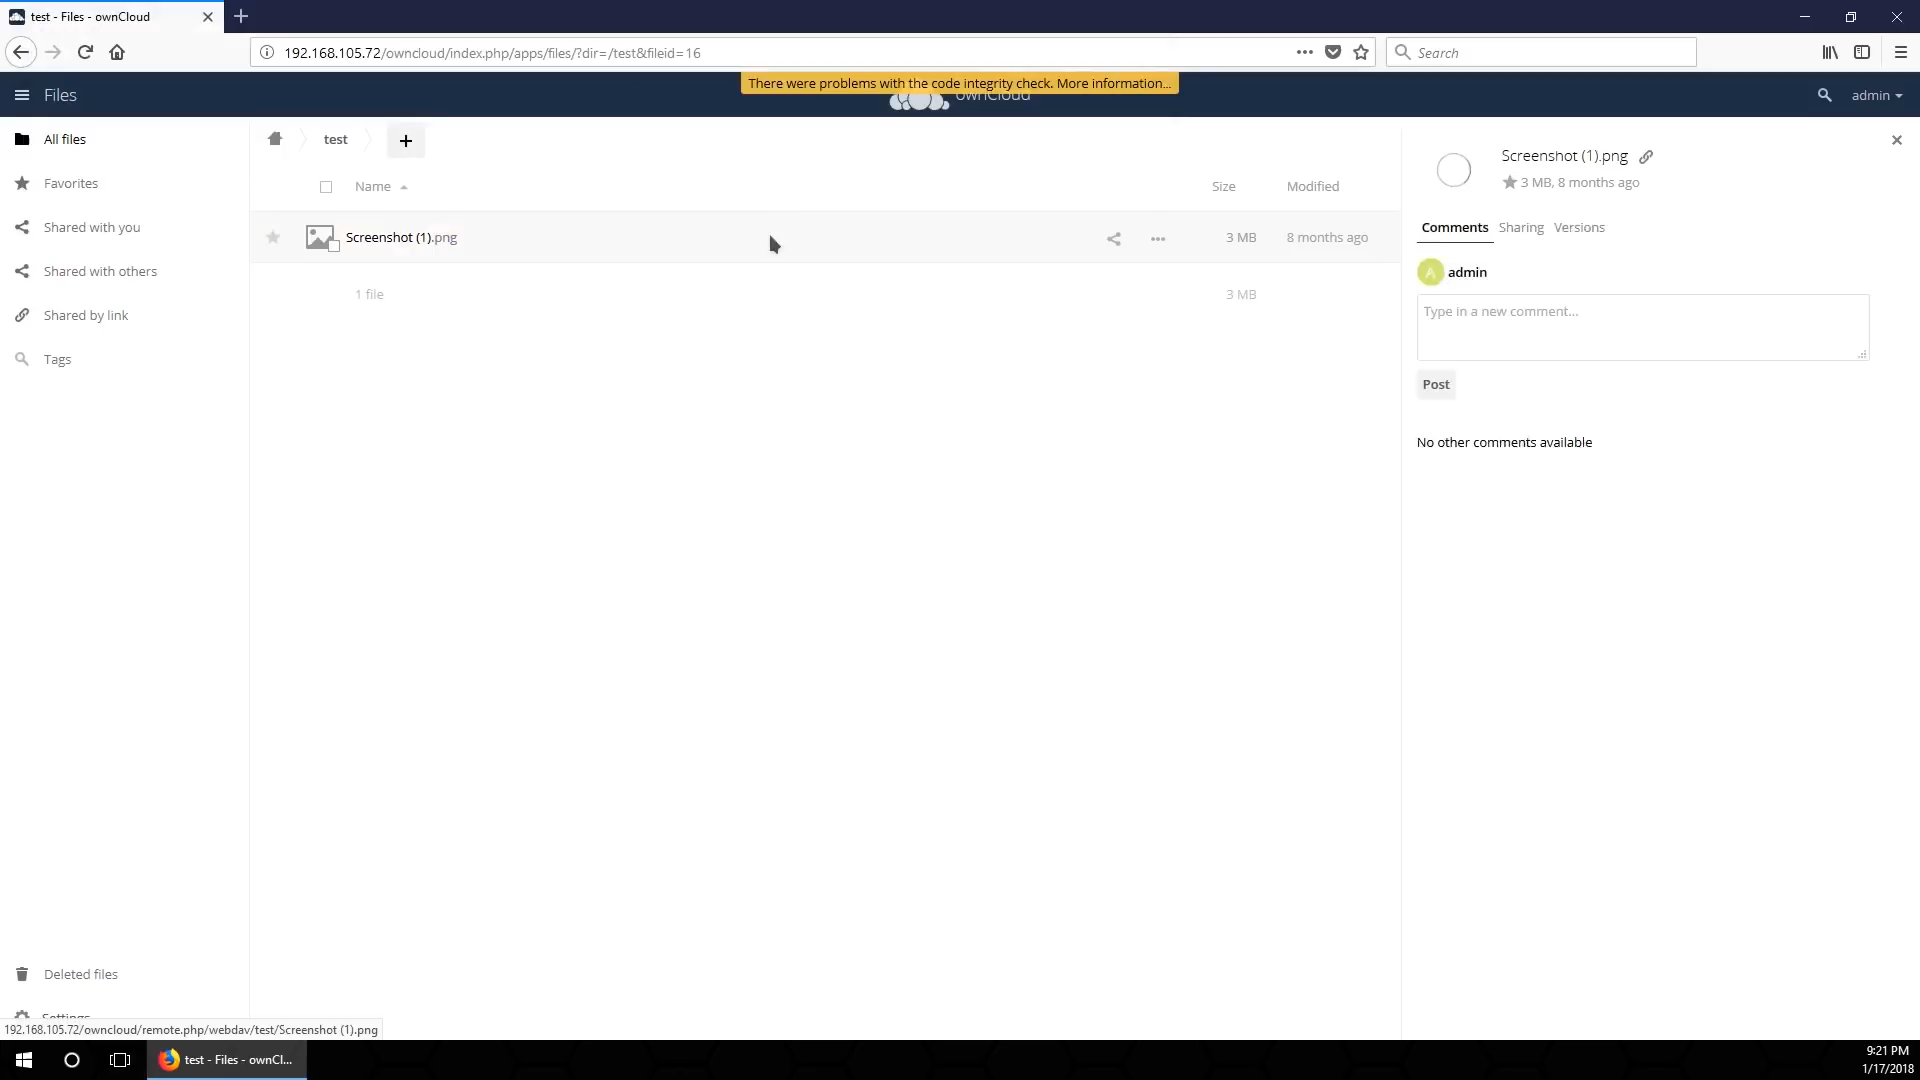 test - Files - ownCloud
192.168.105.72/owncloud/index.php/apps/files/?dir=/test&fileid=16
Search
There were problems with the code integrity check. More information...
Files
ownCloud
admin
All files
Favorites
Shared with you
Shared with others
Shared by link
Tags
Deleted files
Settings
test
+
Name
Size
Modified
Screenshot (1).png
3 MB
8 months ago
1 file
3 MB
Screenshot (1).png
3 MB, 8 months ago
Comments Sharing Versions
A admin
Type in a new comment...
Post
No other comments available
192.168.105.72/owncloud/remote.php/webdav/test/Screenshot (1).png
test - Files - ownCl...
9:21 PM
1/17/2018